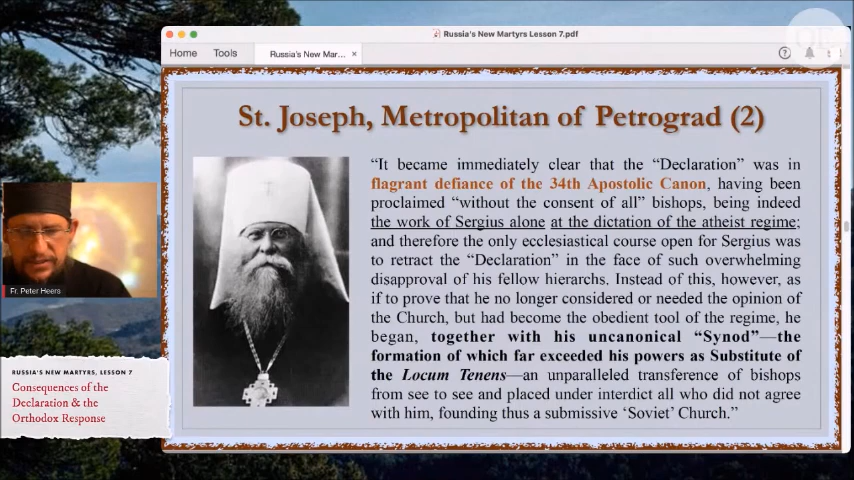 Russia's New Martyrs Lesson 7.pdf
Home Tools Russia's New Mar... ×
St. Joseph, Metropolitan of Petrograd (2)
“It became immediately clear that the “Declaration” was in
flagrant defiance of the 34th Apostolic Canon, having been
proclaimed “without the consent of all” bishops, being indeed
the work of Sergius alone at the dictation of the atheist regime;
and therefore the only ecclesiastical course open for Sergius was
to retract the “Declaration” in the face of such overwhelming
disapproval of his fellow hierarchs. Instead of this, however, as
if to prove that he no longer considered or needed the opinion of
the Church, but had become the obedient tool of the regime, he
began, together with his uncanonical “Synod”—the
formation of which far exceeded his powers as Substitute of
the Locum Tenens—an unparalleled transference of bishops
from see to see and placed under interdict all who did not agree
with him, founding thus a submissive ‘Soviet’ Church.”
Fr. Peter Heers
RUSSIA'S NEW MARTYRS, LESSON 7
Consequences of the
Declaration & the
Orthodox Response